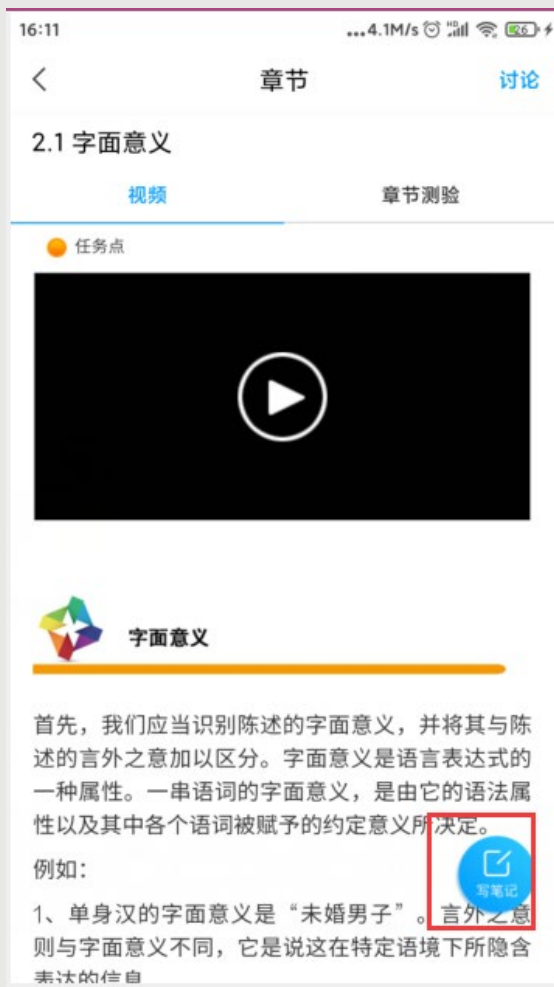 16:11
...4.1M/s HD 26
章节
讨论
2.1 字面意义
视频
章节测验
任务点
字面意义
首先，我们应当识别陈述的字面意义，并将其与陈
述的言外之意加以区分。字面意义是语言表达式的
一种属性。一串语词的字面意义，是由它的语法属
性以及其中各个语词被赋予的约定意义所决定。
例如：
写笔记
1、单身汉的字面意义是“未婚男子”。言外之意
则与字面意义不同，它是说这在特定语境下所隐含
表达的信息